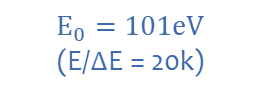 E₀ = 101eV
(E/ΔE = 20k)